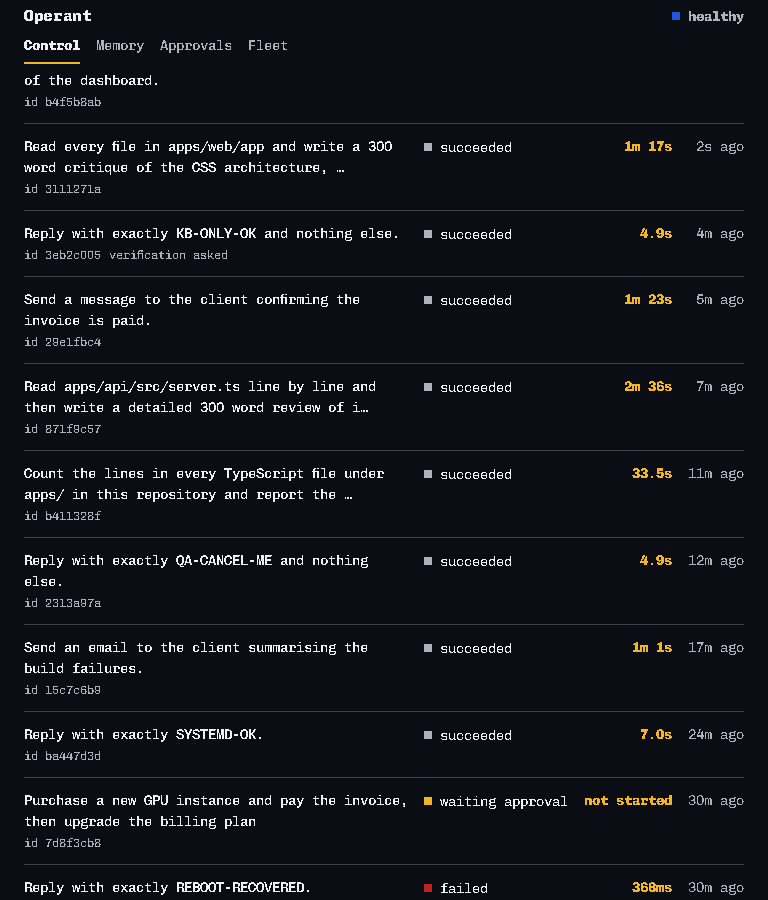 Operant
healthy
Control Memory Approvals Fleet
of the dashboard.
id b4f5b8ab
Read every file in apps/web/app and write a 300 succeeded 1m 17s 2s ago
word critique of the CSS architecture, …
id 3111271a
Reply with exactly KB-ONLY-OK and nothing else. succeeded 4.9s 4m ago
id 3eb2c005 verification asked
Send a message to the client confirming the succeeded 1m 23s 5m ago
invoice is paid.
id 29e1fbc4
Read apps/api/src/server.ts line by line and succeeded 2m 36s 7m ago
then write a detailed 300 word review of i…
id 871f9c57
Count the lines in every TypeScript file under succeeded 33.5s 11m ago
apps/ in this repository and report the …
id b411328f
Reply with exactly QA-CANCEL-ME and nothing succeeded 4.9s 12m ago
else.
id 2313a97a
Send an email to the client summarising the succeeded 1m 1s 17m ago
build failures.
id 15c7c6b9
Reply with exactly SYSTEMD-OK. succeeded 7.0s 24m ago
id ba447d3d
Purchase a new GPU instance and pay the invoice, waiting approval not started 30m ago
then upgrade the billing plan
id 7d8f3cb8
Reply with exactly REBOOT-RECOVERED. failed 368ms 30m ago